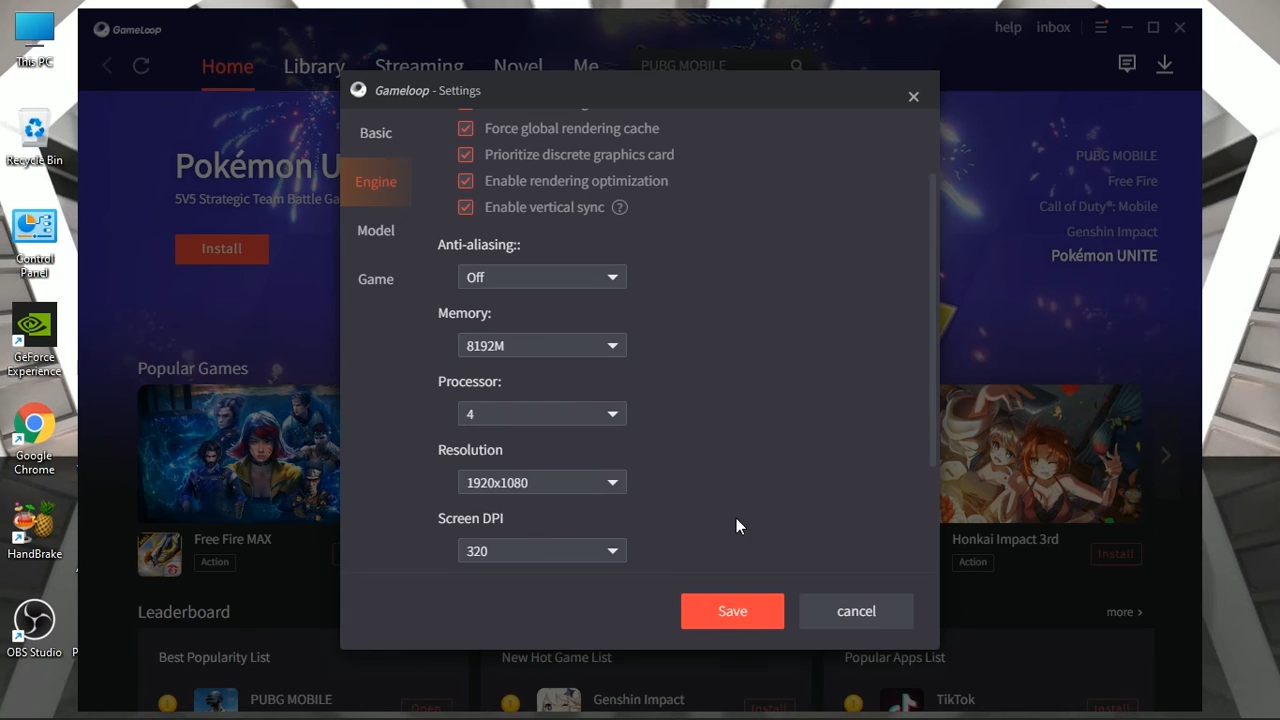 This PC
Recycle Bin
Control
Panel
GeForce
Experience
Google
Chrome
HandBrake
OBS Studio
P
GameLoop
help
inbox
Home
Library
Streaming
Novel
Me
PUBG MOBILE
Pokémon U
5V5 Strategic Team Battle Ga
Install
PUBG MOBILE
Free Fire
Call of Duty®: Mobile
Genshin Impact
Pokémon UNITE
Gameloop - Settings
Basic
Engine
Model
Game
Force global rendering cache
Prioritize discrete graphics card
Enable rendering optimization
Enable vertical sync ?
Anti-aliasing::
Off
Memory:
8192M
Processor:
4
Resolution
1920x1080
Screen DPI
320
Save
cancel
Popular Games
Free Fire MAX
Action
Honkai Impact 3rd
Action
Install
Leaderboard
more >
Best Popularity List
New Hot Game List
Popular Apps List
PUBG MOBILE
Open
Genshin Impact
Install
TikTok
Install